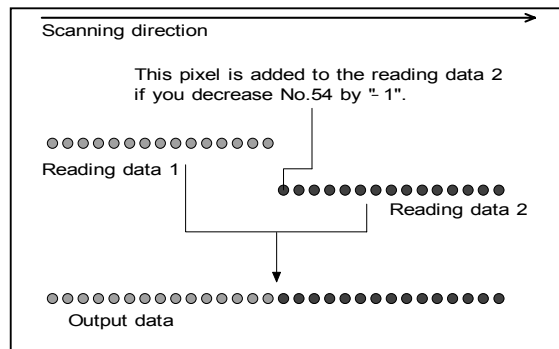 Scanning direction
This pixel is added to the reading data 2
if you decrease No.54 by "- 1".
Reading data 1
Reading data 2
Output data